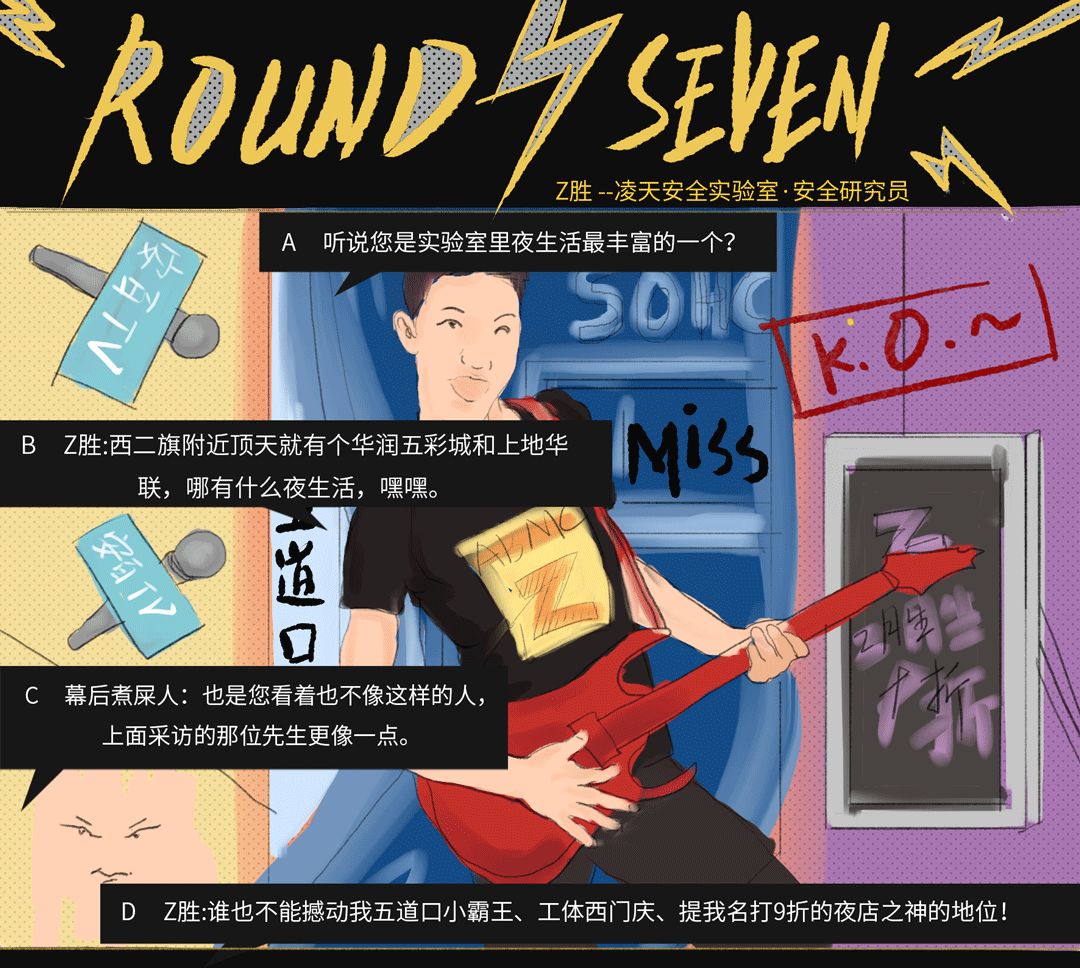 ROUND SEVEN
Z胜 --凌天安全实验室·安全研究员
A 听说您是实验室里夜生活最丰富的一个?
SOHO
K.O.~
好百TV
B Z胜:西二旗附近顶天就有个华润五彩城和上地华
联，哪有什么夜生活，嘿嘿。
Miss
道
口
Z
Z
Z胜
折
C 幕后煮屎人：也是您看着也不像这样的人，
上面采访的那位先生更像一点。
D Z胜:谁也不能撼动我五道口小霸王、工体西门庆、提我名打9折的夜店之神的地位!